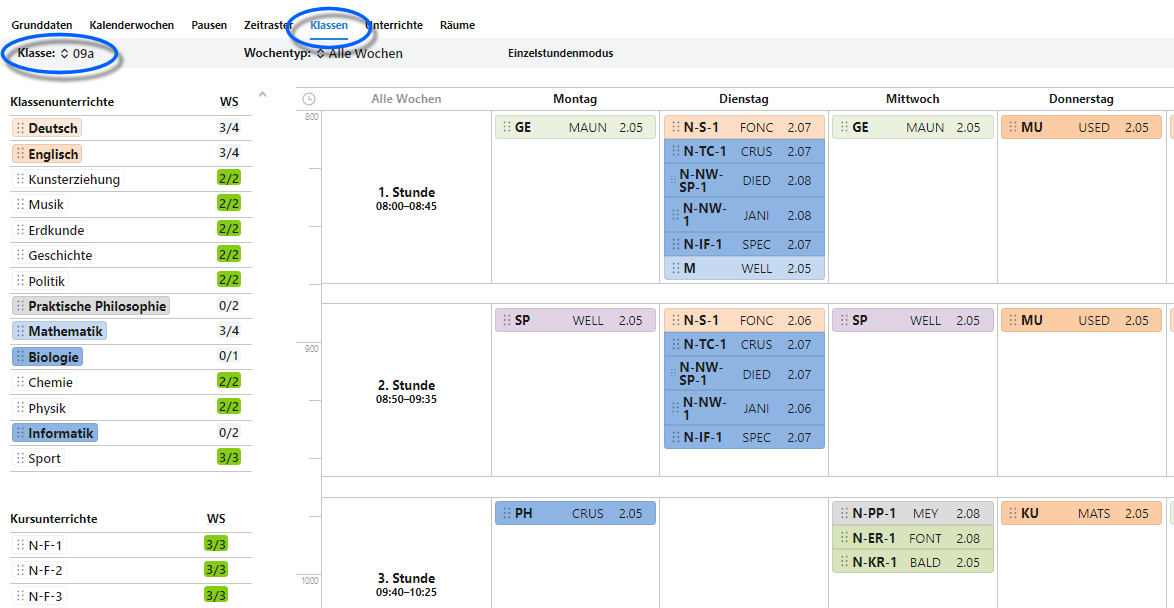 Grunddaten Kalenderwochen Pausen Zeitraster Klassen Unterrichte Räume
Klasse: 09a Wochentyp: Alle Wochen Einzelstundenmodus
Klassenunterrichte WS
Deutsch 3/4
Englisch 3/4
Kunsterziehung 2/2
Musik 2/2
Erdkunde 2/2
Geschichte 2/2
Politik 2/2
Praktische Philosophie 0/2
Mathematik 3/4
Biologie 0/1
Chemie 2/2
Physik 2/2
Informatik 0/2
Sport 3/3
Kursunterrichte WS
N-F-1 3/3
N-F-2 3/3
N-F-3 3/3
Alle Wochen Montag Dienstag Mittwoch Donnerstag
800
1. Stunde
08:00–08:45
GE MAUN 2.05
N-S-1 FONC 2.07
N-TC-1 CRUS 2.07
N-NW-
SP-1 DIED 2.08
N-NW-
1 JANI 2.08
N-IF-1 SPEC 2.07
M WELL 2.05
GE MAUN 2.05
MU USED 2.05
900
2. Stunde
08:50–09:35
SP WELL 2.05
N-S-1 FONC 2.06
N-TC-1 CRUS 2.07
N-NW-
SP-1 DIED 2.07
N-NW-
1 JANI 2.06
N-IF-1 SPEC 2.07
SP WELL 2.05
MU USED 2.05
1000
3. Stunde
09:40–10:25
PH CRUS 2.05
N-PP-1 MEY 2.08
N-ER-1 FONT 2.08
N-KR-1 BALD 2.05
KU MATS 2.05